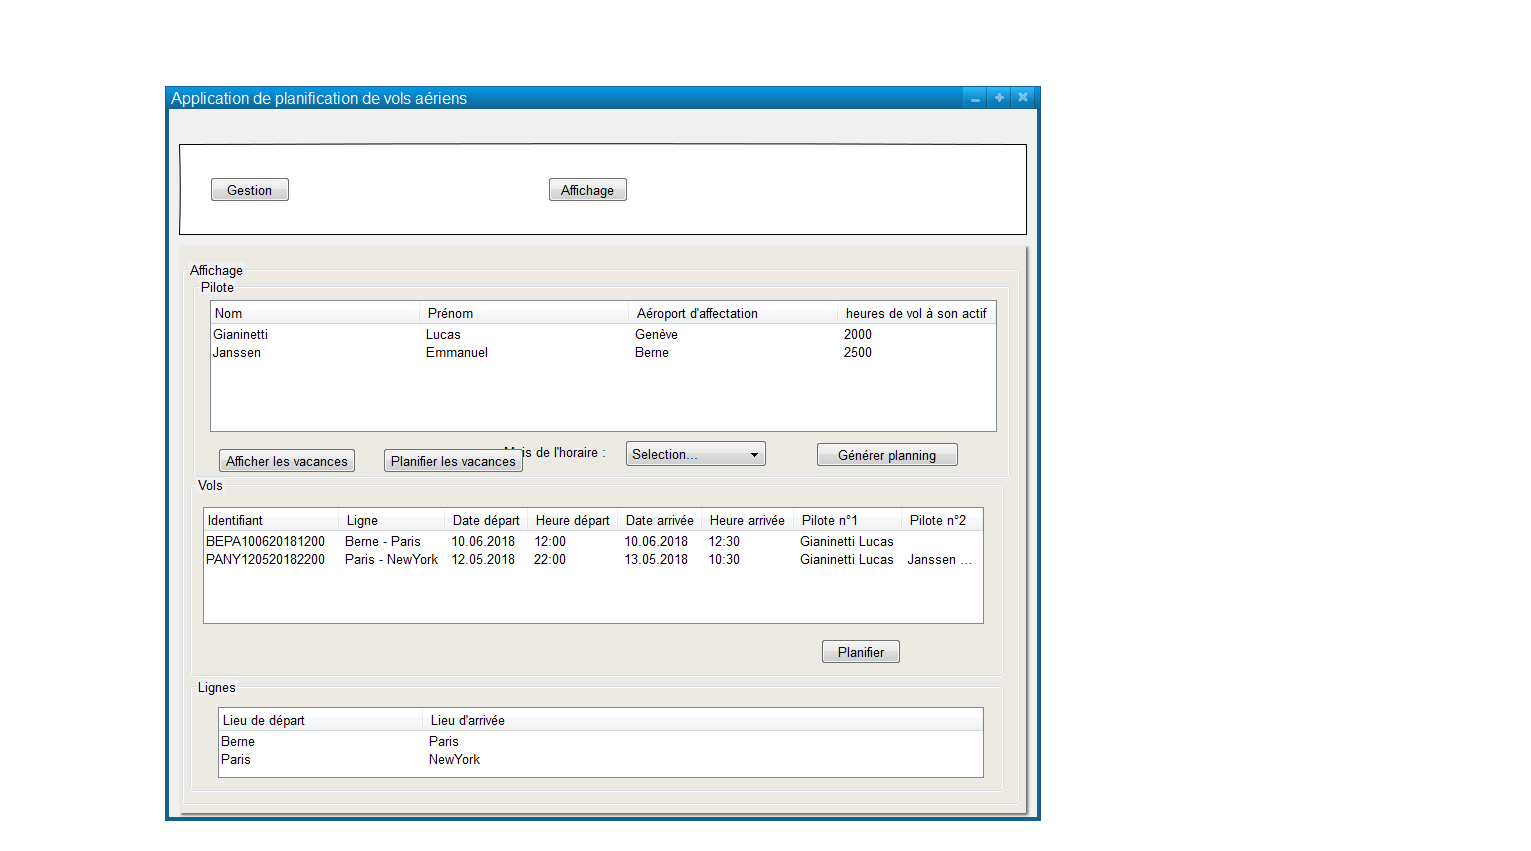 Application de planification de vols aériens
Gestion Affichage
Affichage
Pilote
Nom Prénom Aéroport d'affectation heures de vol à son actif
Gianinetti Lucas Genève 2000
Janssen Emmanuel Berne 2500
de l'horaire : Selection... Générer planning
Afficher les vacances Planifier les vacances
Vols
Identifiant Ligne Date départ Heure départ Date arrivée Heure arrivée Pilote n°1 Pilote n°2
BEPA100620181200 Berne - Paris 10.06.2018 12:00 10.06.2018 12:30 Gianinetti Lucas
PANY120520182200 Paris - NewYork 12.05.2018 22:00 13.05.2018 10:30 Gianinetti Lucas Janssen ...
Planifier
Lignes
Lieu de départ Lieu d'arrivée
Berne Paris
Paris NewYork